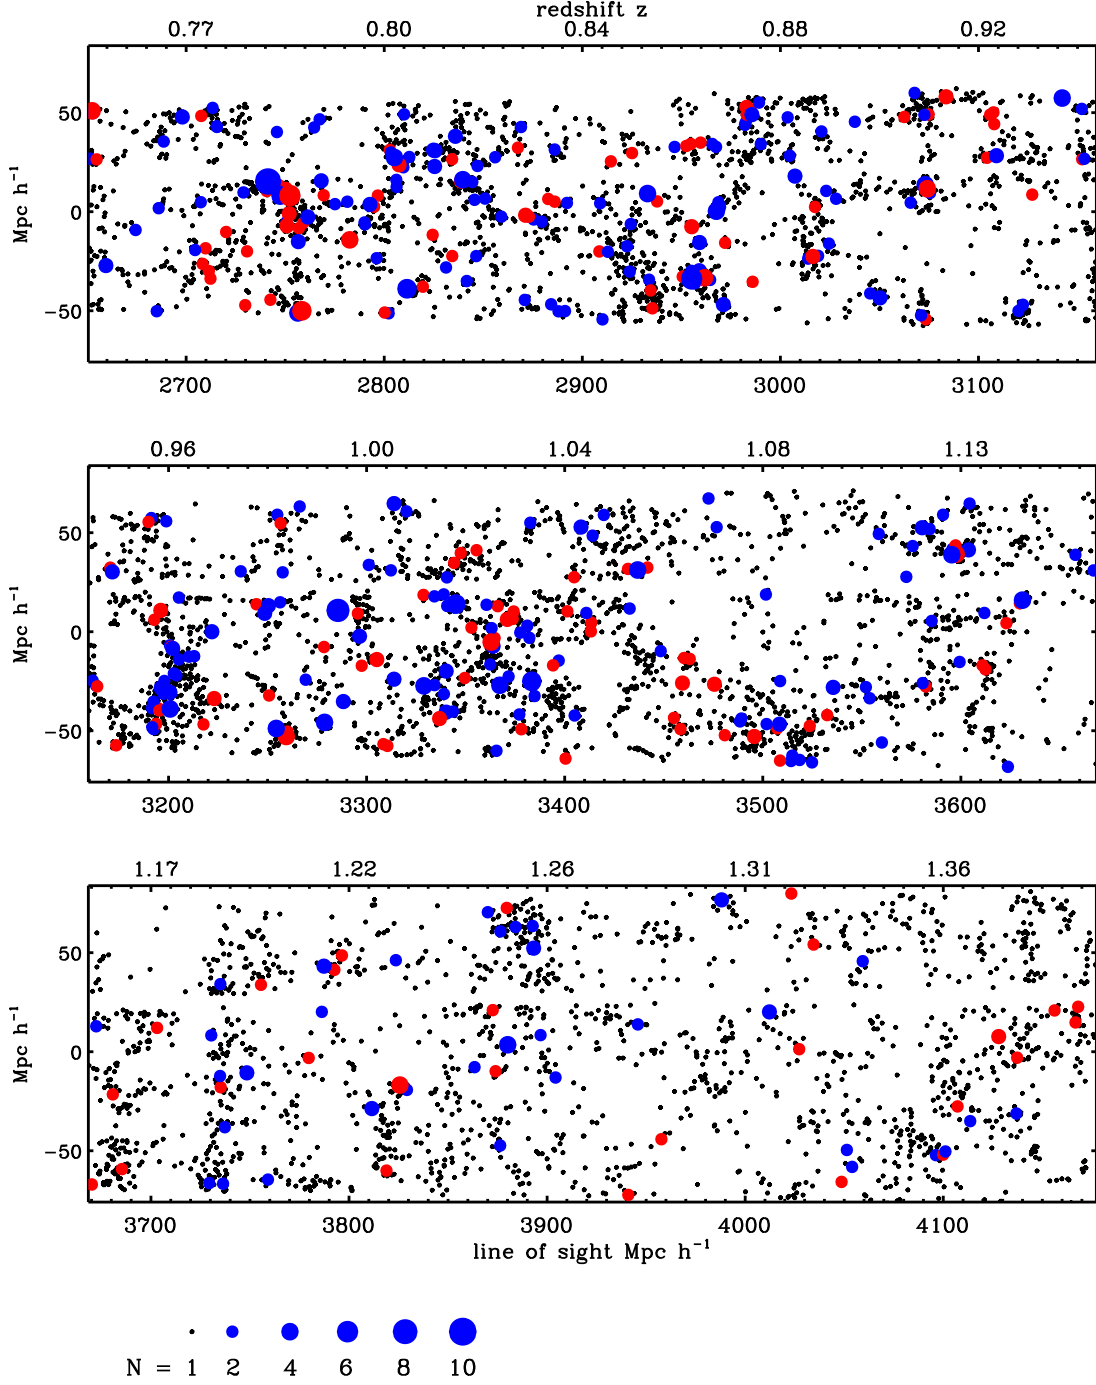 redshift z
0.77 0.80 0.84 0.88 0.92
50
0
−50
Mpc h⁻¹
2700 2800 2900 3000 3100
0.96 1.00 1.04 1.08 1.13
50
0
−50
Mpc h⁻¹
3200 3300 3400 3500 3600
1.17 1.22 1.26 1.31 1.36
50
0
−50
Mpc h⁻¹
3700 3800 3900 4000 4100
line of sight Mpc h⁻¹
N = 1 2 4 6 8 10